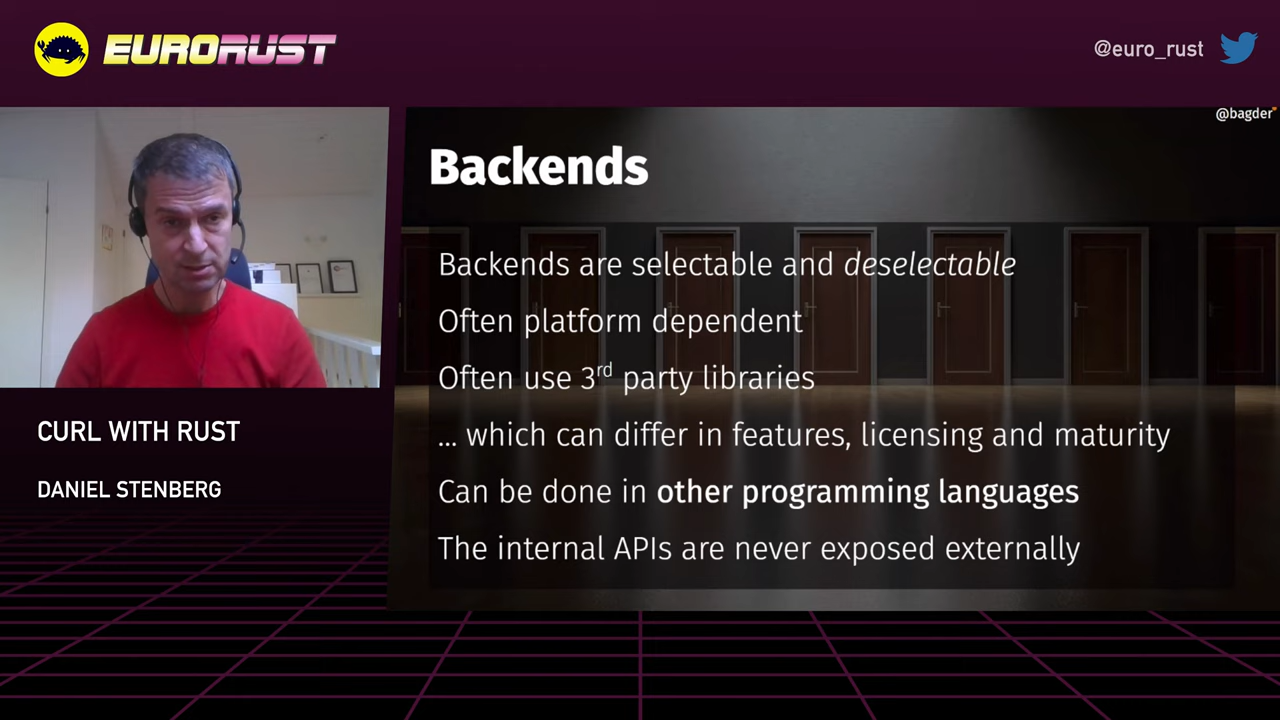 EURORUST
@euro_rust
@bagder
Backends
Backends are selectable and deselectable
Often platform dependent
Often use 3rd party libraries
... which can differ in features, licensing and maturity
Can be done in other programming languages
The internal APIs are never exposed externally
CURL WITH RUST
DANIEL STENBERG